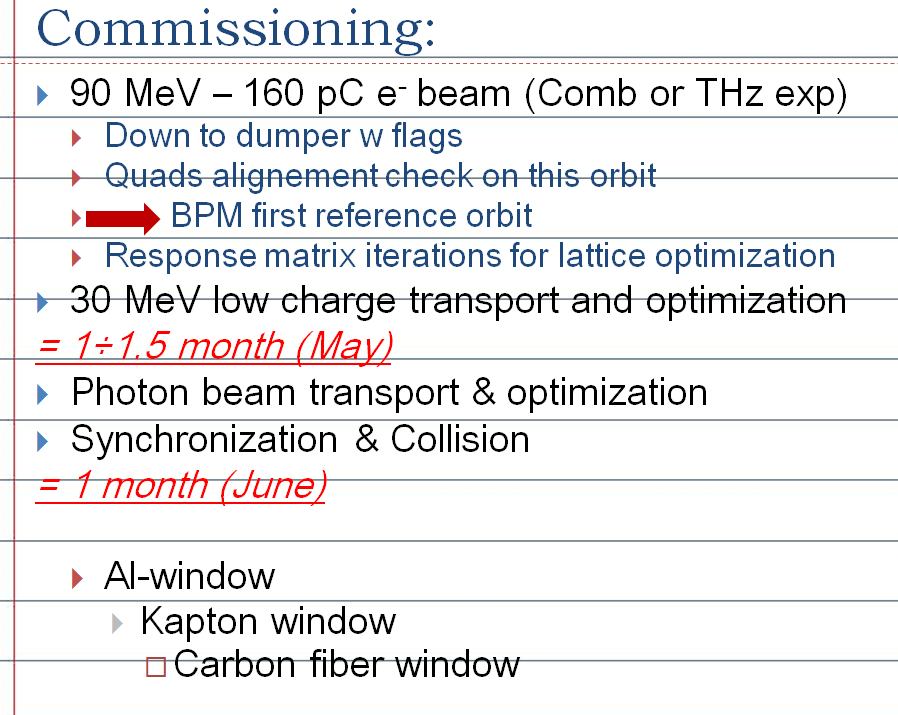 Commissioning:
90 MeV – 160 pC e- beam (Comb or THz exp)
Down to dumper w flags
Quads alignement check on this orbit
BPM first reference orbit
Response matrix iterations for lattice optimization
30 MeV low charge transport and optimization
= 1÷1.5 month (May)
Photon beam transport & optimization
Synchronization & Collision
= 1 month (June)
Al-window
Kapton window
Carbon fiber window